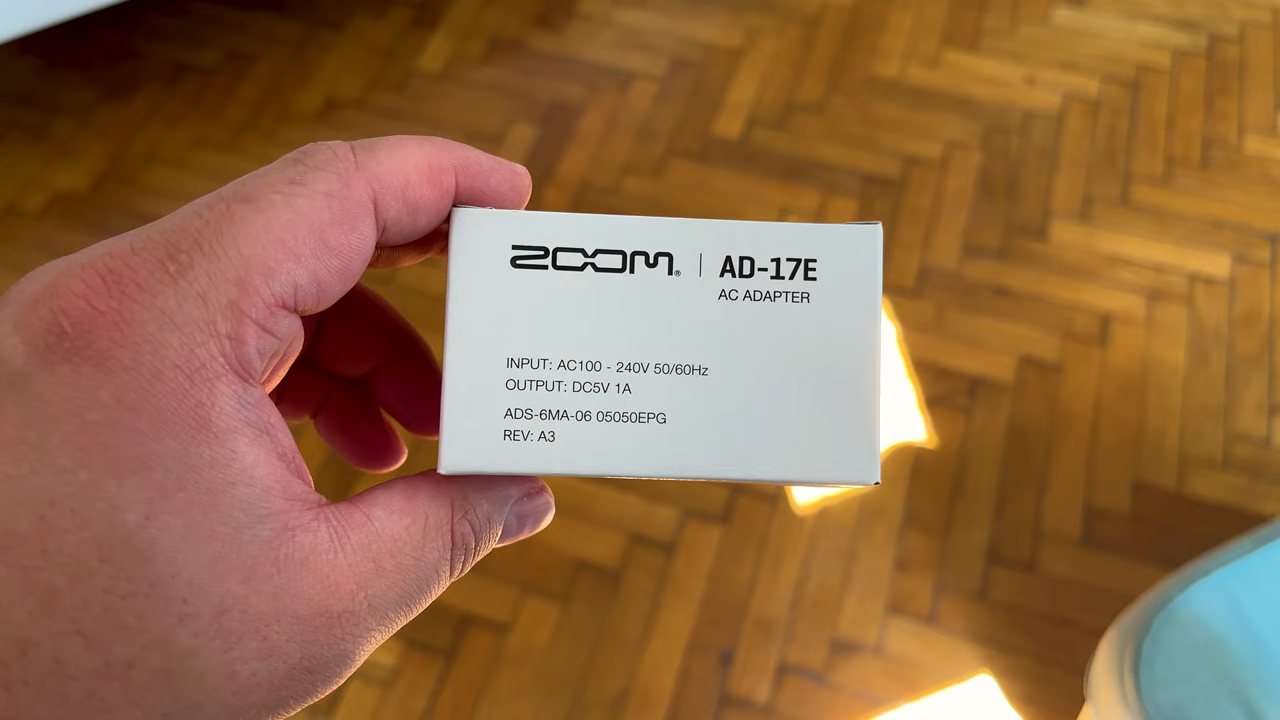 ZOOM® | AD-17E
AC ADAPTER
INPUT: AC100 - 240V 50/60Hz
OUTPUT: DC5V 1A
ADS-6MA-06 05050EPG
REV: A3